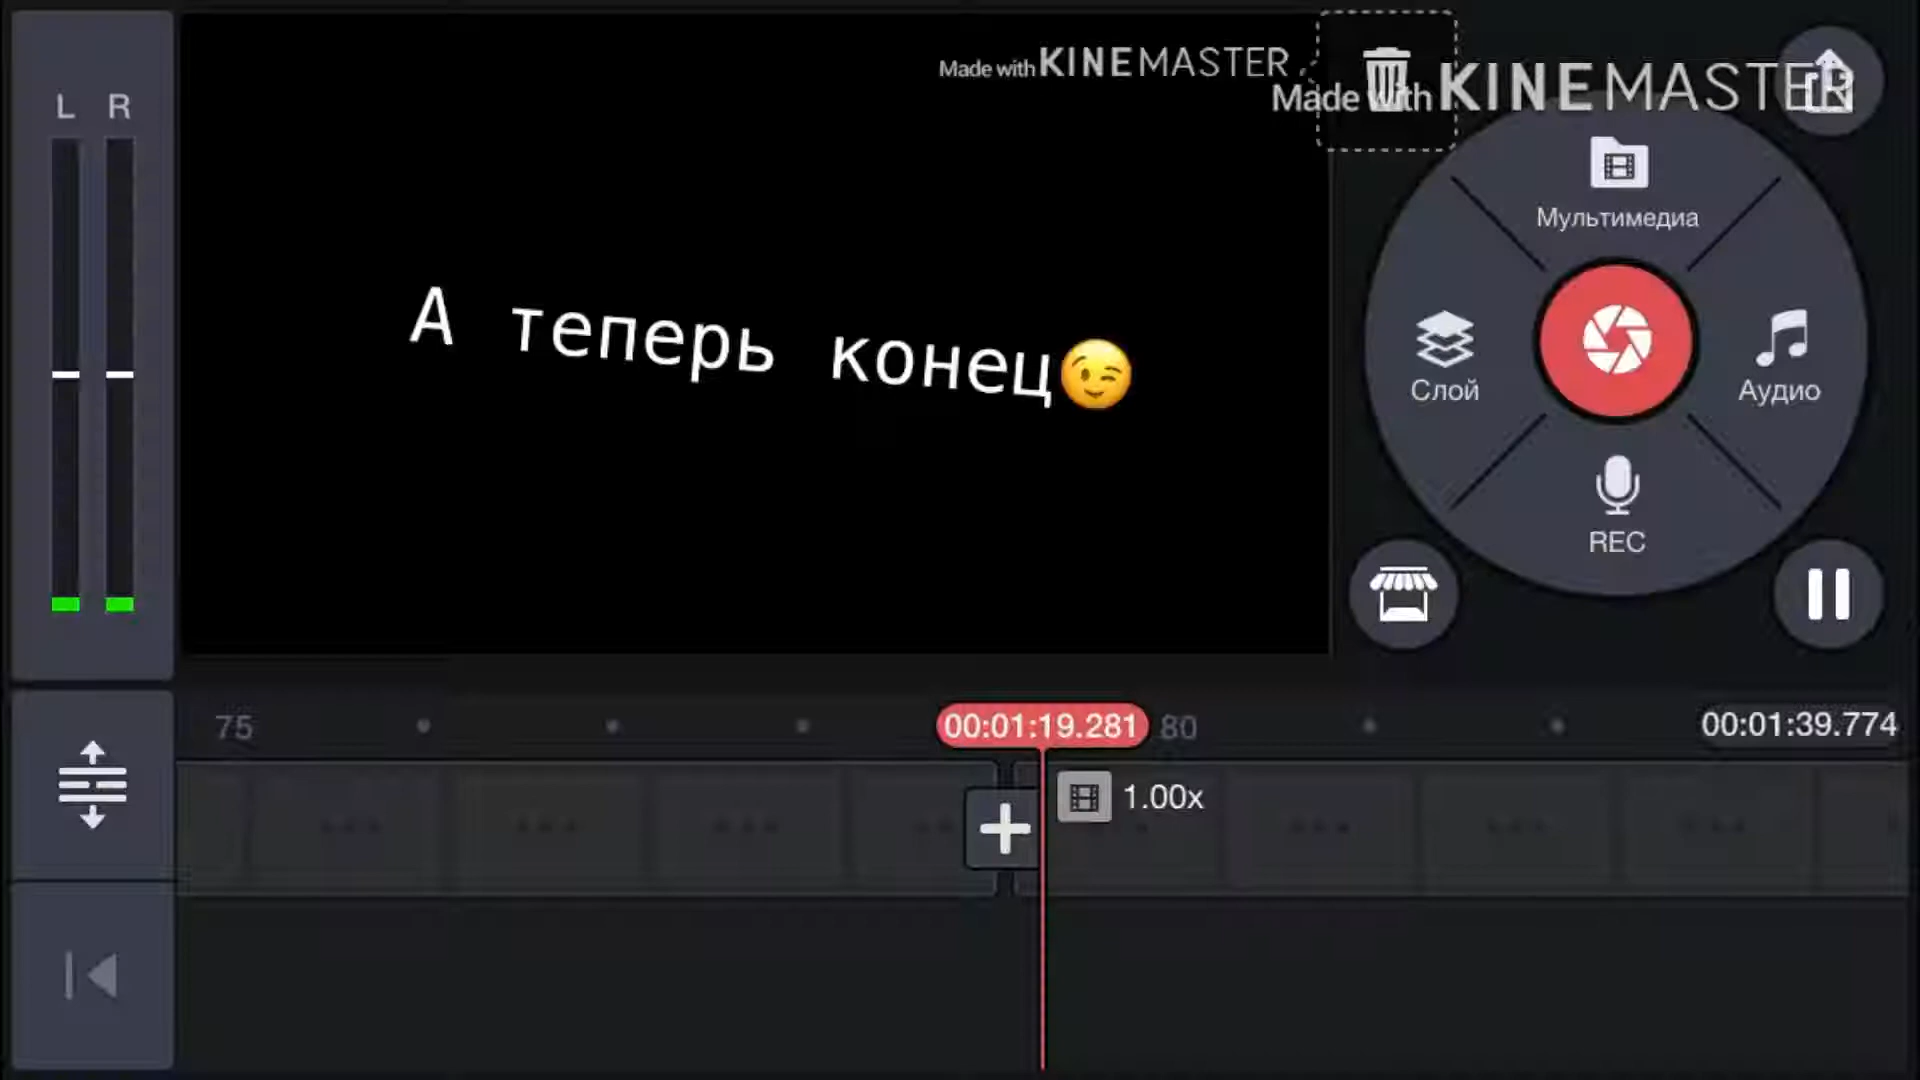 L R
Made with KINEMASTER
Made with KINEMASTER
Мультимедиа
Слой
Аудио
REC
А теперь конец😉
75
00:01:19.281
80
00:01:39.774
1.00x